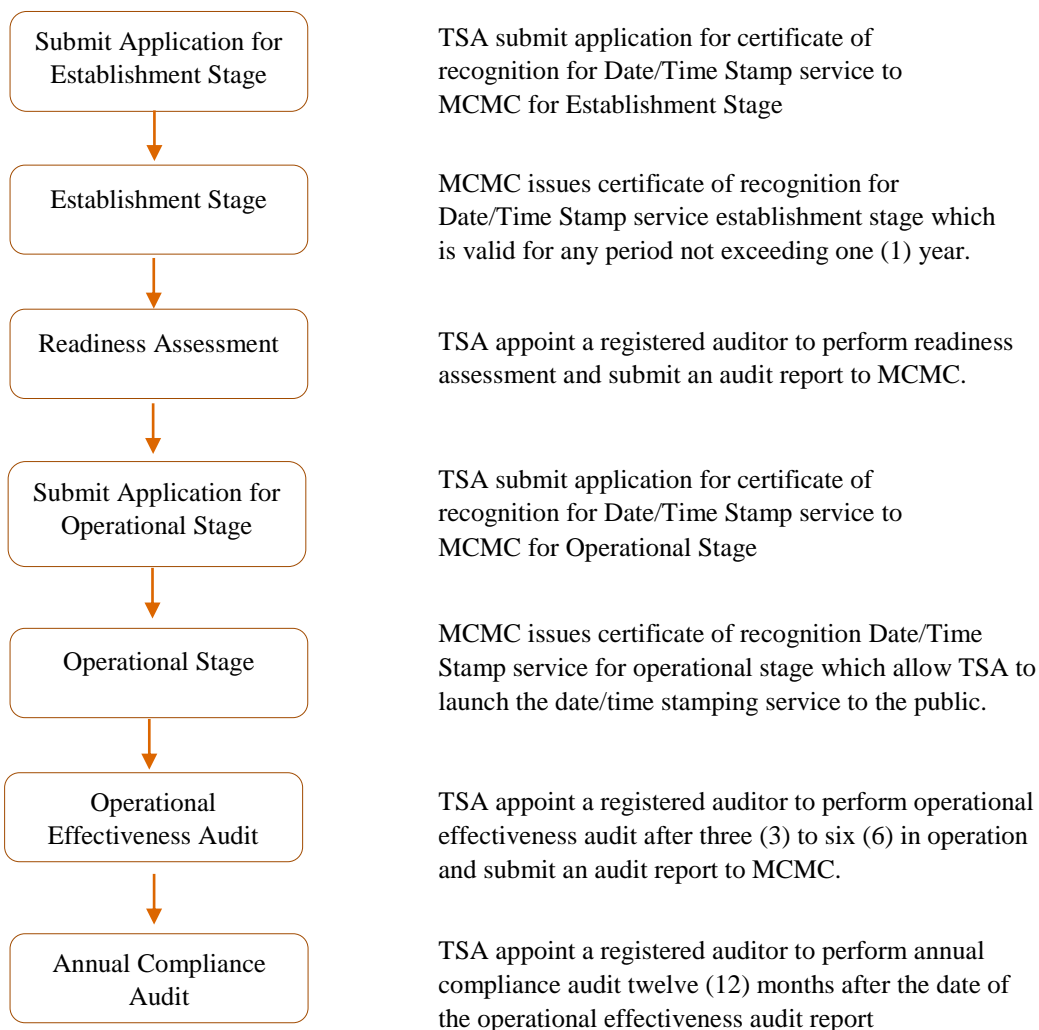 Submit Application for
Establishment Stage
TSA submit application for certificate of
recognition for Date/Time Stamp service to
MCMC for Establishment Stage
Establishment Stage
MCMC issues certificate of recognition for
Date/Time Stamp service establishment stage which
is valid for any period not exceeding one (1) year.
Readiness Assessment
TSA appoint a registered auditor to perform readiness
assessment and submit an audit report to MCMC.
Submit Application for
Operational Stage
TSA submit application for certificate of
recognition for Date/Time Stamp service to
MCMC for Operational Stage
Operational Stage
MCMC issues certificate of recognition Date/Time
Stamp service for operational stage which allow TSA to
launch the date/time stamping service to the public.
Operational
Effectiveness Audit
TSA appoint a registered auditor to perform operational
effectiveness audit after three (3) to six (6) in operation
and submit an audit report to MCMC.
Annual Compliance
Audit
TSA appoint a registered auditor to perform annual
compliance audit twelve (12) months after the date of
the operational effectiveness audit report